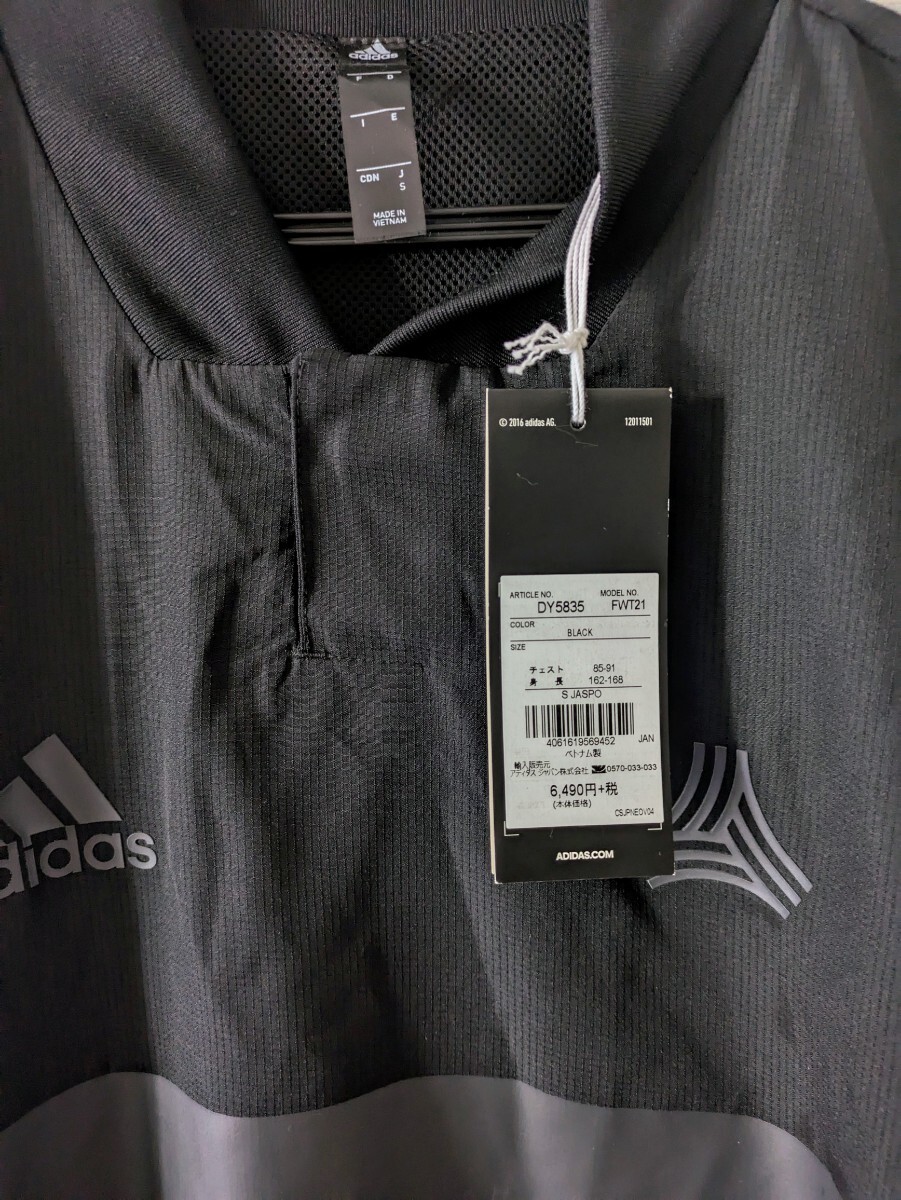 adidas
F D
I E
CDN J
S
MADE IN
VIETNAM
© 2016 adidas AG. 12011501
ARTICLE NO. MODEL NO.
DY5835 FWT21
COLOR
BLACK
SIZE
チェスト 85-91
身 長 162-168
S JASPO
4061619569452 JAN
ベトナム製
輸入販売元
アディダス ジャパン株式会社 0570-033-033
6,490円+税
(本体価格)
CSJPNEOV04
ADIDAS.COM
adidas